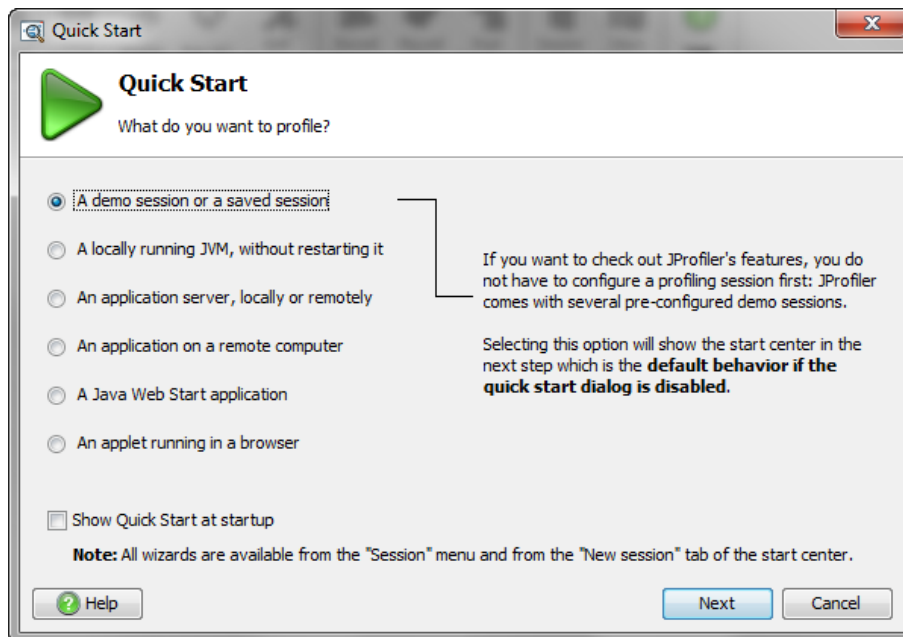 Quick Start
Quick Start
What do you want to profile?
A demo session or a saved session
A locally running JVM, without restarting it
An application server, locally or remotely
An application on a remote computer
A Java Web Start application
An applet running in a browser
If you want to check out JProfiler's features, you do
not have to configure a profiling session first: JProfiler
comes with several pre-configured demo sessions.
Selecting this option will show the start center in the
next step which is the default behavior if the
quick start dialog is disabled.
Show Quick Start at startup
Note: All wizards are available from the "Session" menu and from the "New session" tab of the start center.
Help
Next
Cancel